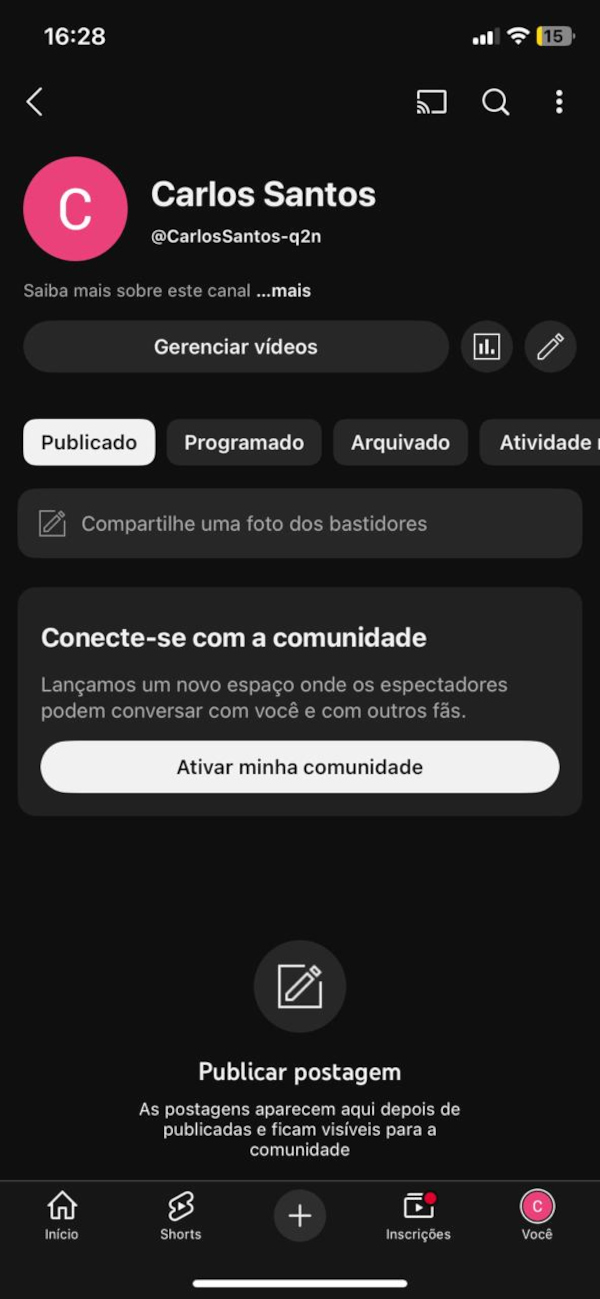 16:28
15
C
Carlos Santos
@CarlosSantos-q2n
Saiba mais sobre este canal ...mais
Gerenciar vídeos
Publicado
Programado
Arquivado
Atividade
Compartilhe uma foto dos bastidores
Conecte-se com a comunidade
Lançamos um novo espaço onde os espectadores
podem conversar com você e com outros fãs.
Ativar minha comunidade
Publicar postagem
As postagens aparecem aqui depois de
publicadas e ficam visíveis para a
comunidade
C
Início
Shorts
Inscrições
Você